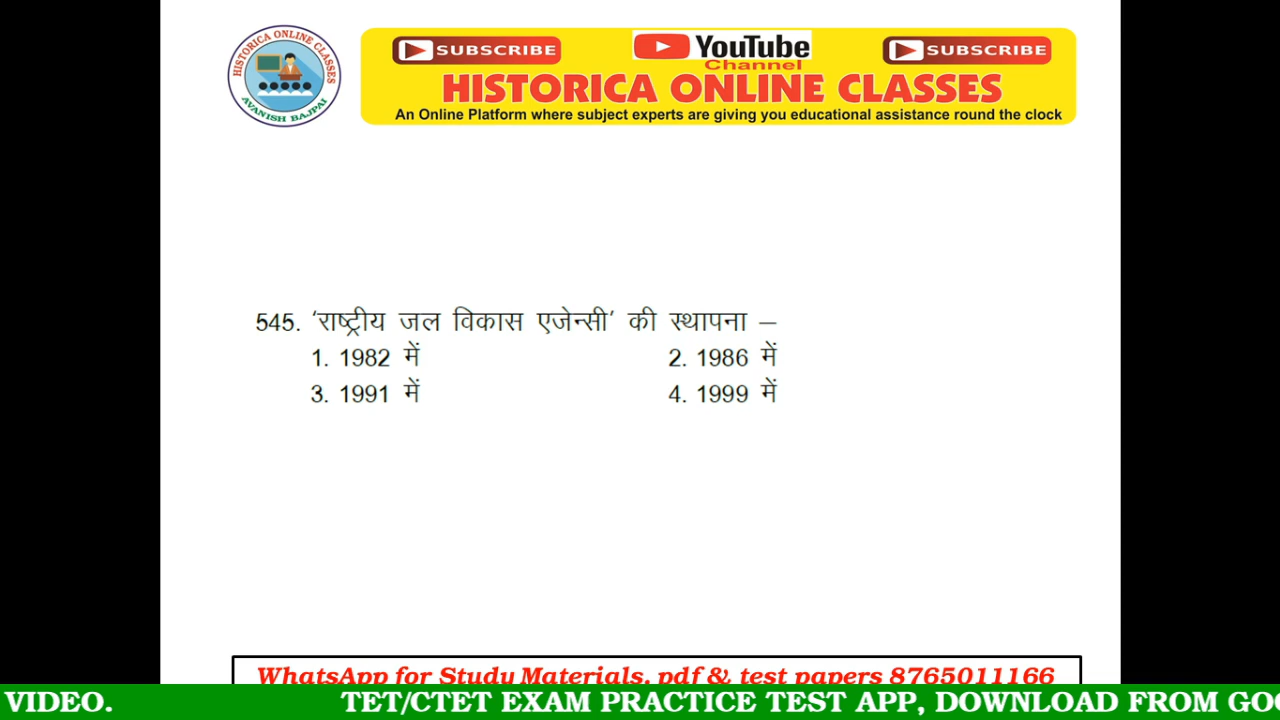 HISTORICA ONLINE CLASSES
AVANISH BAJPAI
SUBSCRIBE
YouTube
SUBSCRIBE
Channel
HISTORICA ONLINE CLASSES
An Online Platform where subject experts are giving you educational assistance round the clock
545. ‘राष्ट्रीय जल विकास एजेन्सी’ की स्थापना –
1. 1982 में 2. 1986 में
3. 1991 में 4. 1999 में
WhatsApp for Study Materials, pdf & test papers 8765011166
VIDEO. TET/CTET EXAM PRACTICE TEST APP, DOWNLOAD FROM GOO